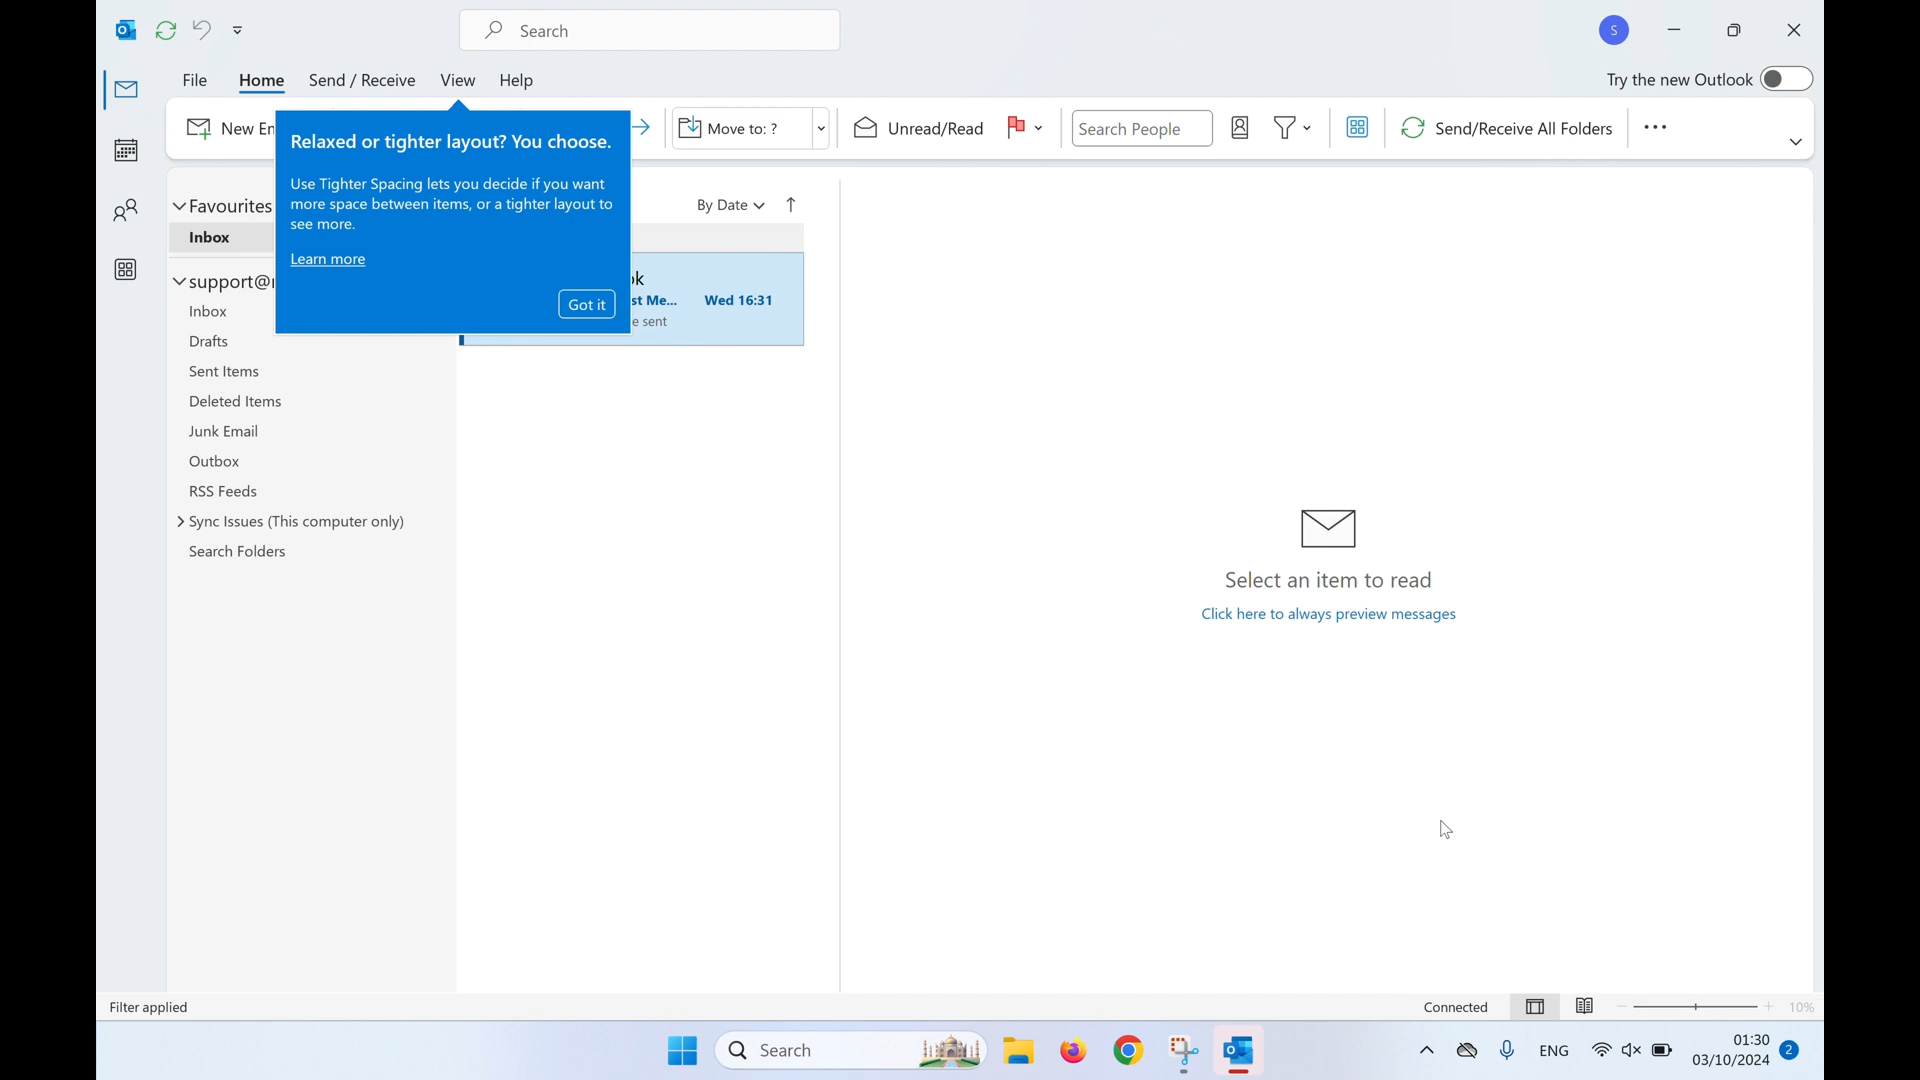 Search
S
File Home Send / Receive View Help
Try the new Outlook
New En
Move to: ?
Unread/Read
Search People
Send/Receive All Folders
Relaxed or tighter layout? You choose.
Use Tighter Spacing lets you decide if you want
more space between items, or a tighter layout to
see more.
Learn more
Got it
Favourites
Inbox
support@
Inbox
Drafts
Sent Items
Deleted Items
Junk Email
Outbox
RSS Feeds
Sync Issues (This computer only)
Search Folders
By Date
ok
st Me... Wed 16:31
e sent
Select an item to read
Click here to always preview messages
Filter applied
Connected
10%
Search
ENG
01:30
03/10/2024
2